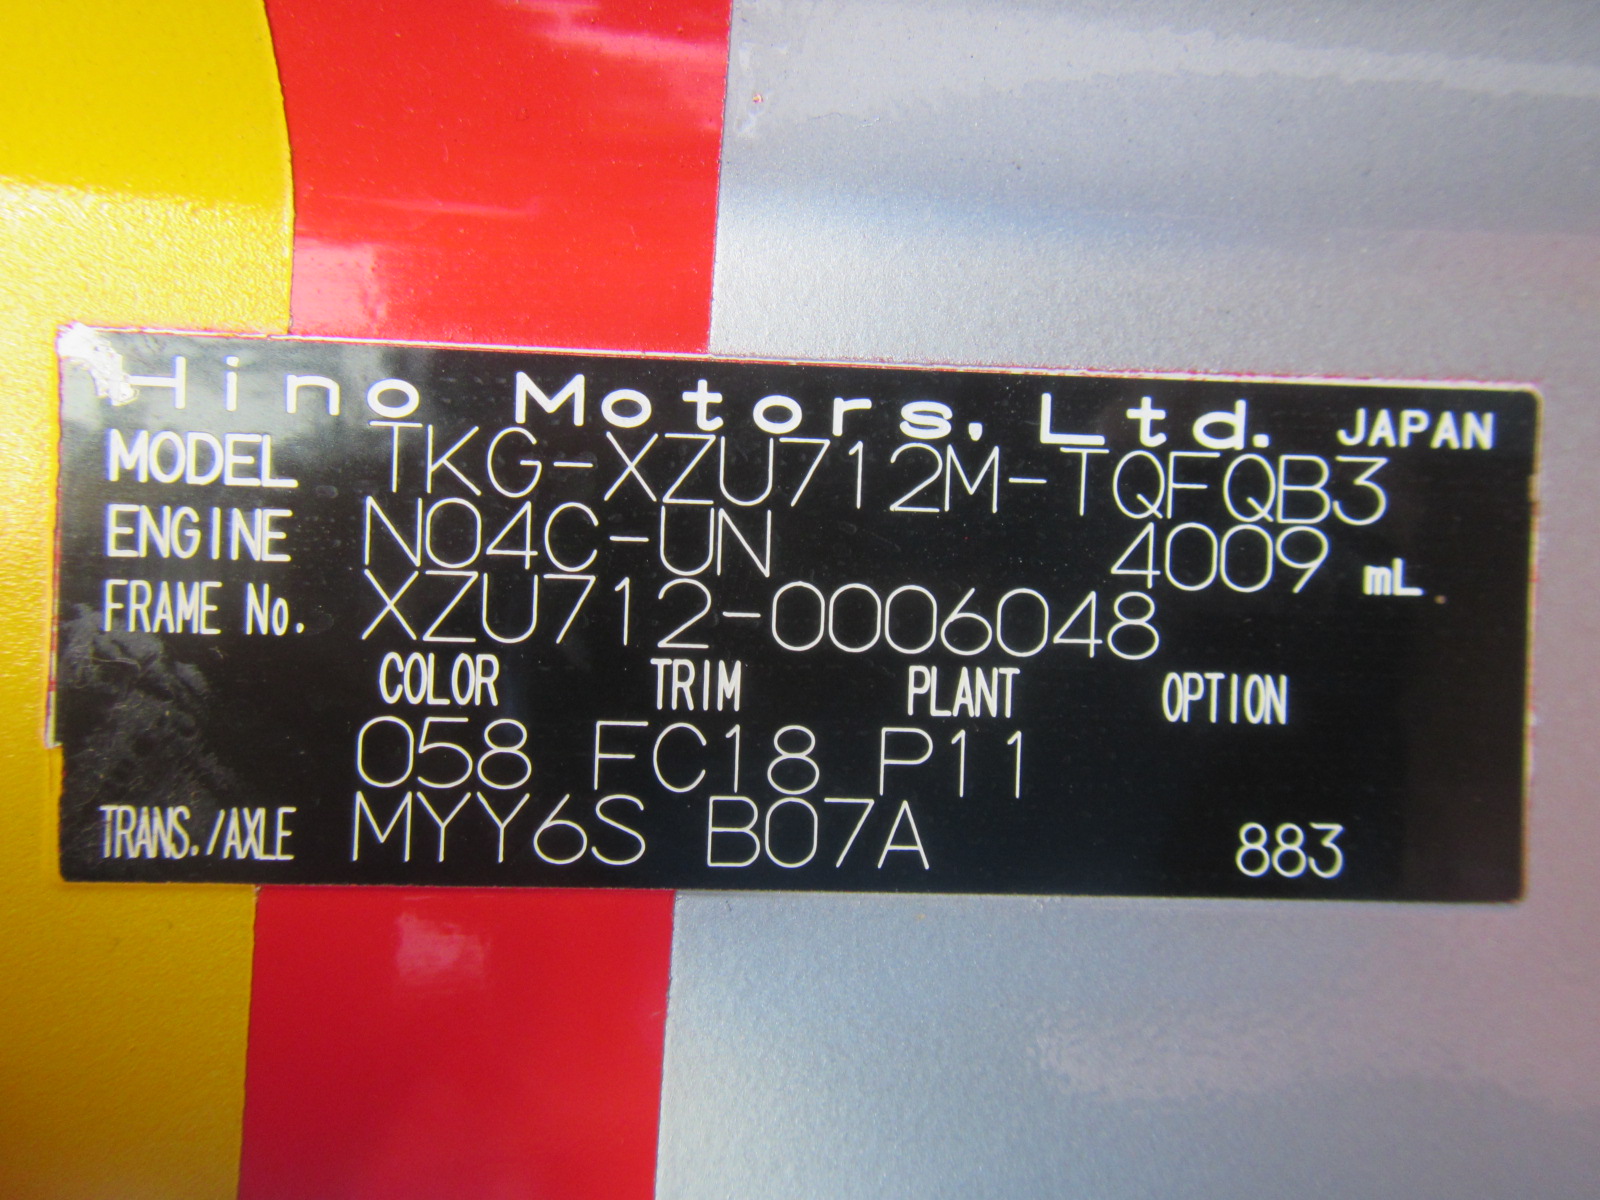 Hino Motors, Ltd. JAPAN
MODEL TKG-XZU712M-TQFQB3
ENGINE N04C-UN 4009 mL
FRAME No. XZU712-0006048
COLOR TRIM PLANT OPTION
058 FC18 P11
TRANS./AXLE MYY6S B07A 883